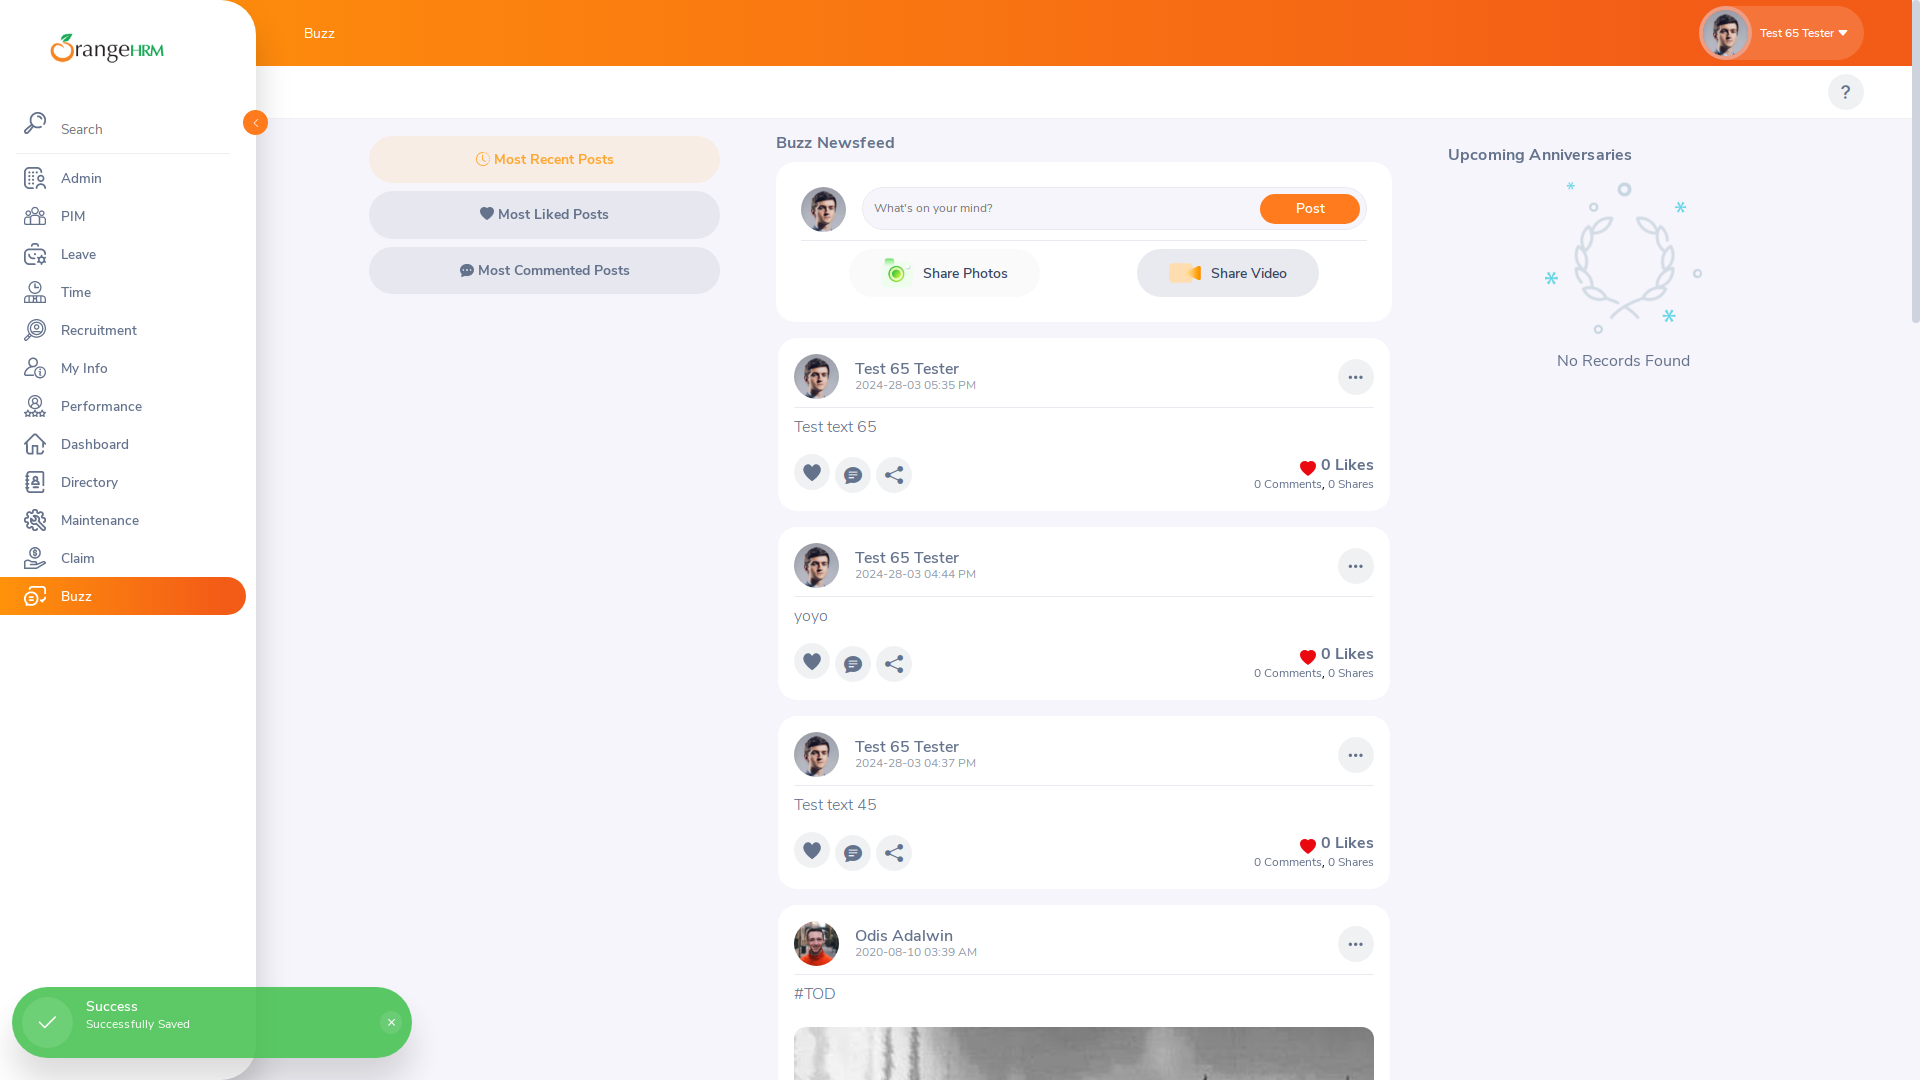 OrangeHRM
Search
Admin
PIM
Leave
Time
Recruitment
My Info
Performance
Dashboard
Directory
Maintenance
Claim
Buzz
Buzz
Test 65 Tester
?
Most Recent Posts
Most Liked Posts
Most Commented Posts
Buzz Newsfeed
What's on your mind?
Post
Share Photos
Share Video
Test 65 Tester
2024-28-03 05:35 PM
Test text 65
0 Likes
0 Comments, 0 Shares
Test 65 Tester
2024-28-03 04:44 PM
yoyo
0 Likes
0 Comments, 0 Shares
Test 65 Tester
2024-28-03 04:37 PM
Test text 45
0 Likes
0 Comments, 0 Shares
Odis Adalwin
2020-08-10 03:39 AM
#TOD
Upcoming Anniversaries
No Records Found
Success
Successfully Saved
×